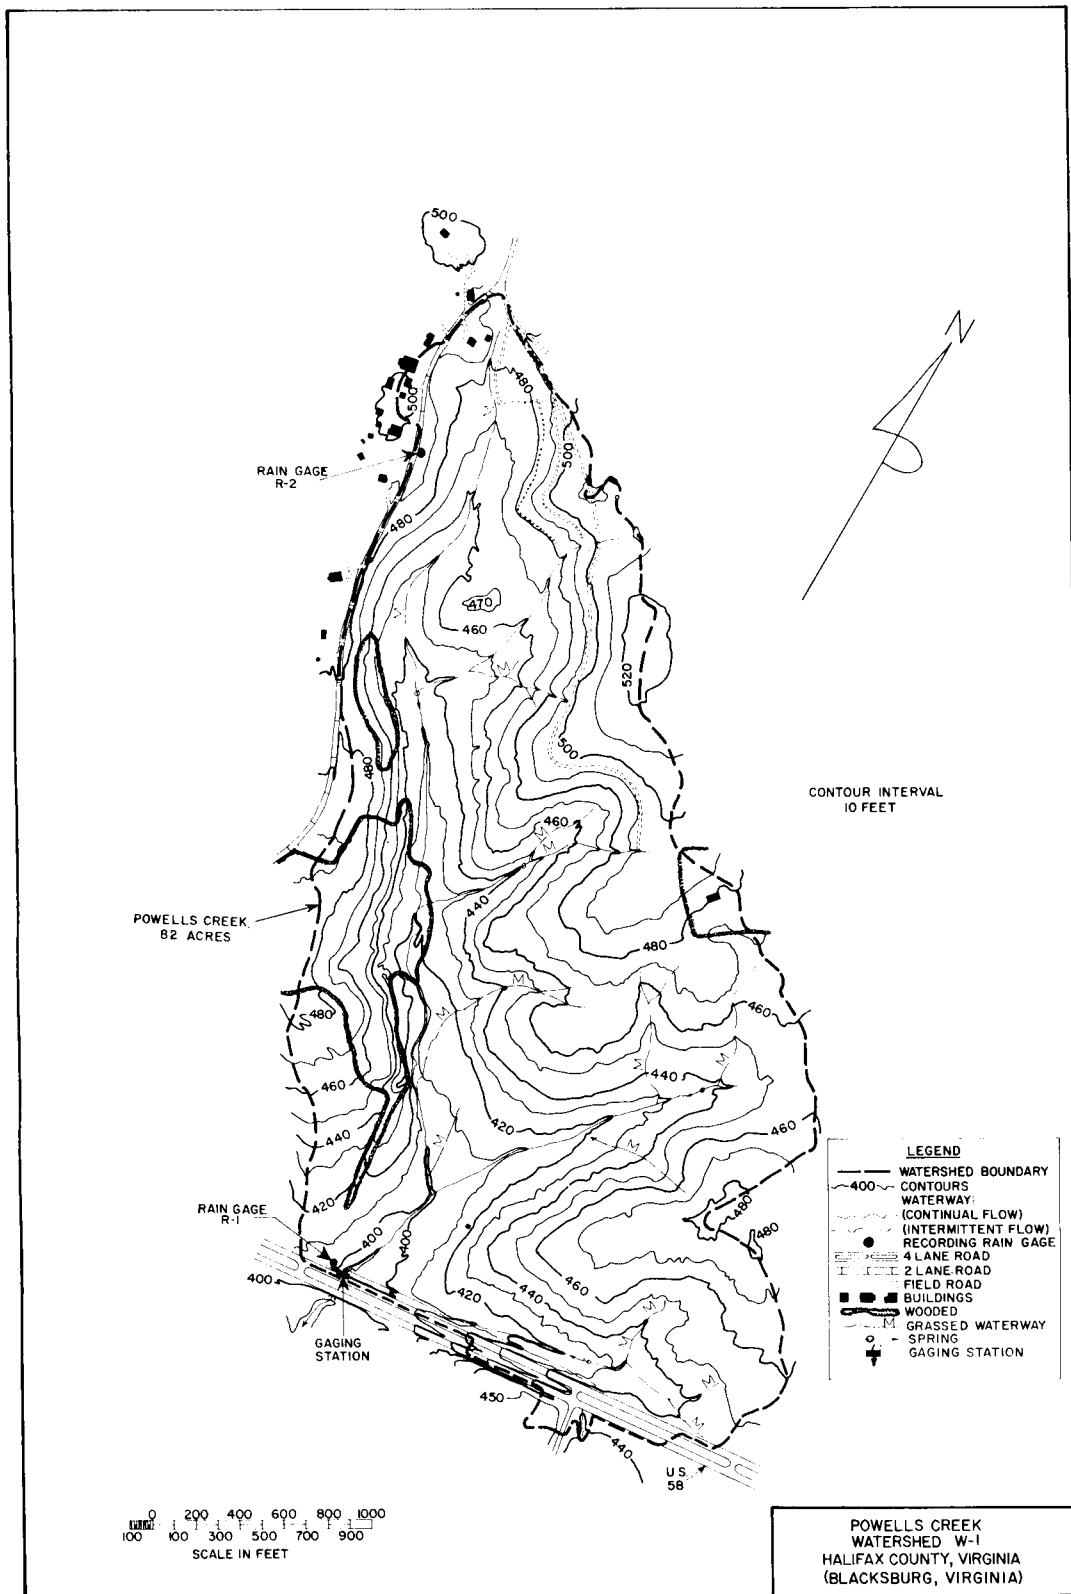 500
N
480
500
500
RAIN GAGE
R-2
480
470
460
M
520
500
480
CONTOUR INTERVAL
10 FEET
460
M
M
440
POWELLS CREEK
82 ACRES
480
M
480
M
M
460
460
440
M
M
440
420
M
M
460
420
480
480
RAIN GAGE
R-1
400
400
400
460
440
420
M
M
M
GAGING
STATION
450
440
U.S.
58
LEGEND
WATERSHED BOUNDARY
400 CONTOURS
WATERWAY:
(CONTINUAL FLOW)
(INTERMITTENT FLOW)
RECORDING RAIN GAGE
4 LANE ROAD
2 LANE ROAD
FIELD ROAD
BUILDINGS
WOODED
M GRASSED WATERWAY
SPRING
GAGING STATION
0 200 400 600 800 1000
100 100 300 500 700 900
SCALE IN FEET
POWELLS CREEK
WATERSHED W-1
HALIFAX COUNTY, VIRGINIA
(BLACKSBURG, VIRGINIA)